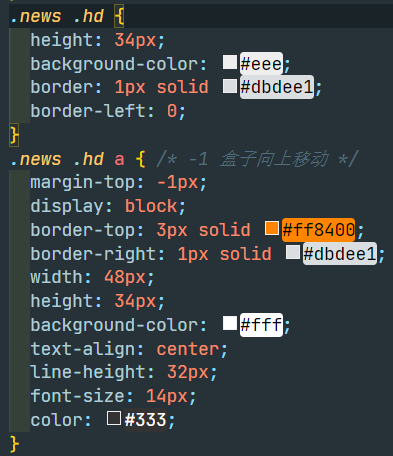 .news .hd {
height: 34px;
background-color: #eee;
border: 1px solid #dbdee1;
border-left: 0;
}
.news .hd a { /* -1 盒子向上移动 */
margin-top: -1px;
display: block;
border-top: 3px solid #ff8400;
border-right: 1px solid #dbdee1;
width: 48px;
height: 34px;
background-color: #fff;
text-align: center;
line-height: 32px;
font-size: 14px;
color: #333;
}